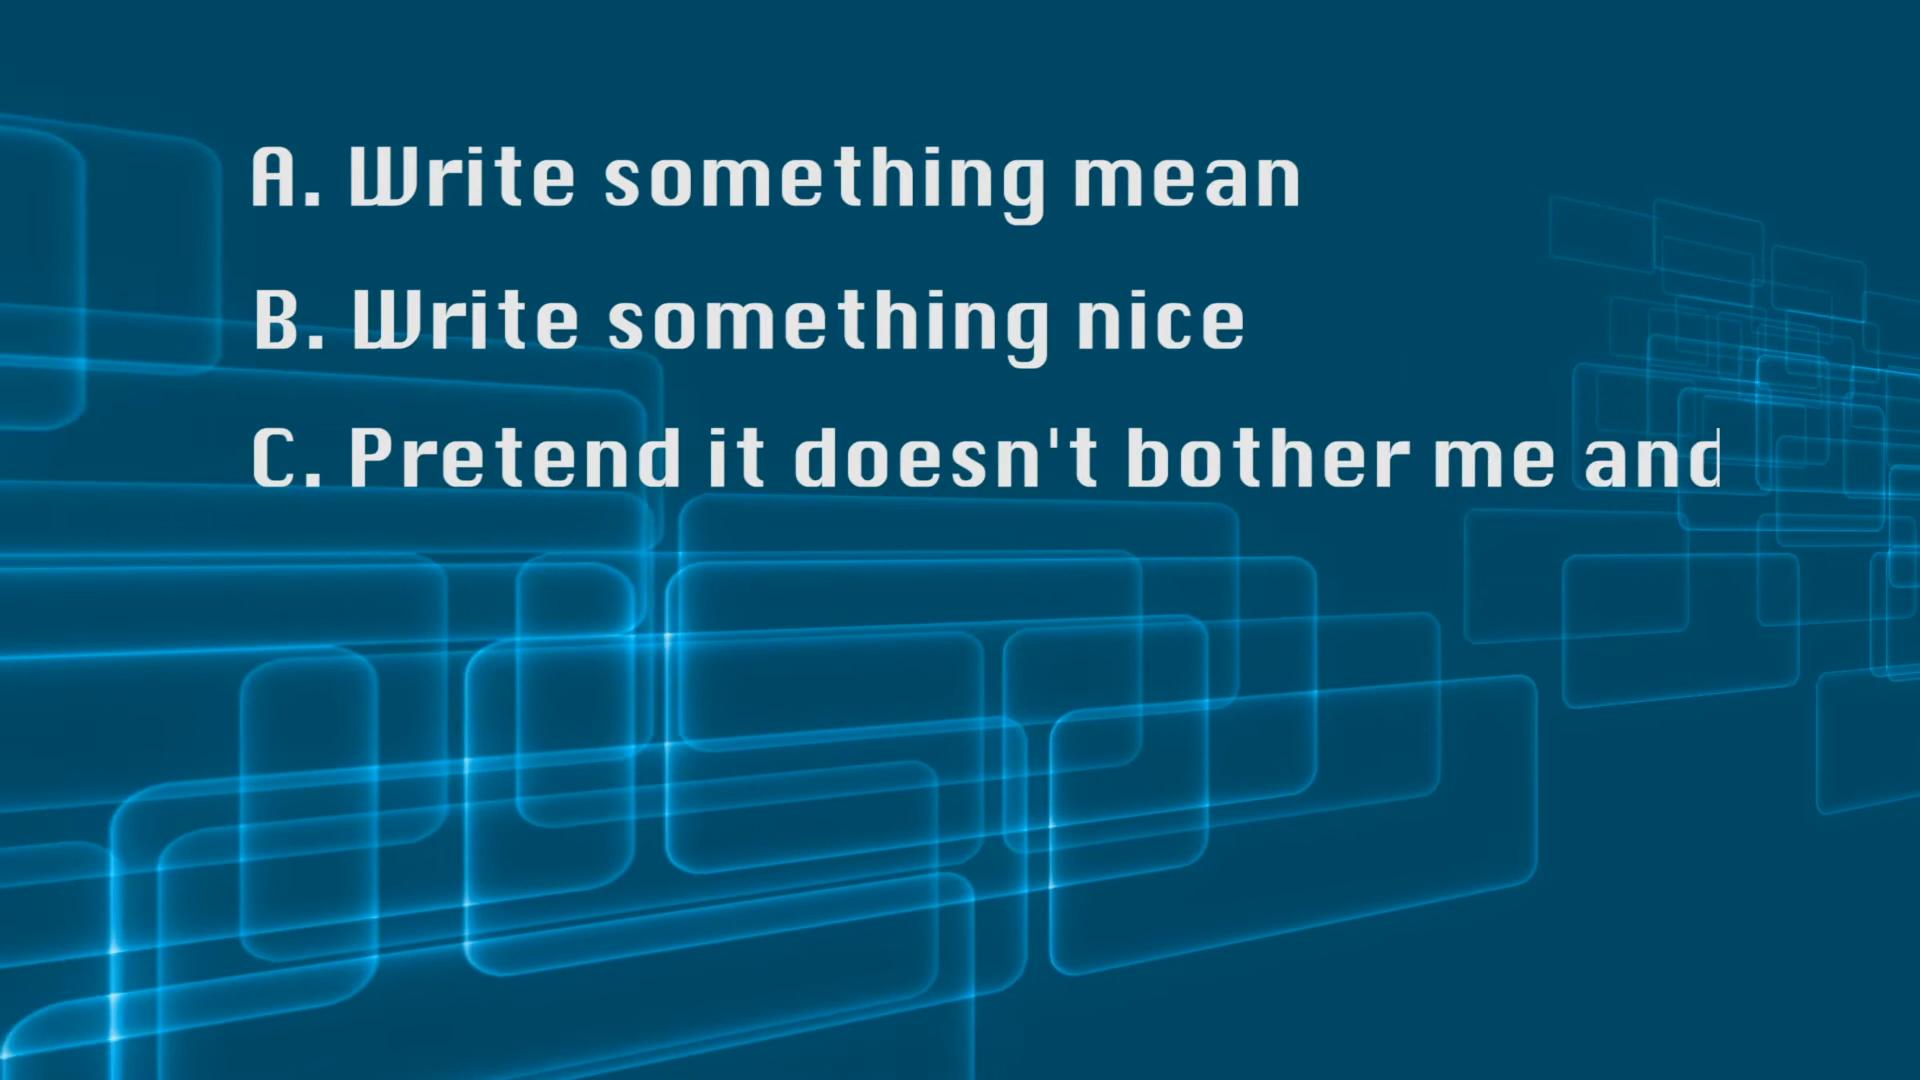 A. Write something mean
B. Write something nice
C. Pretend it doesn't bother me and